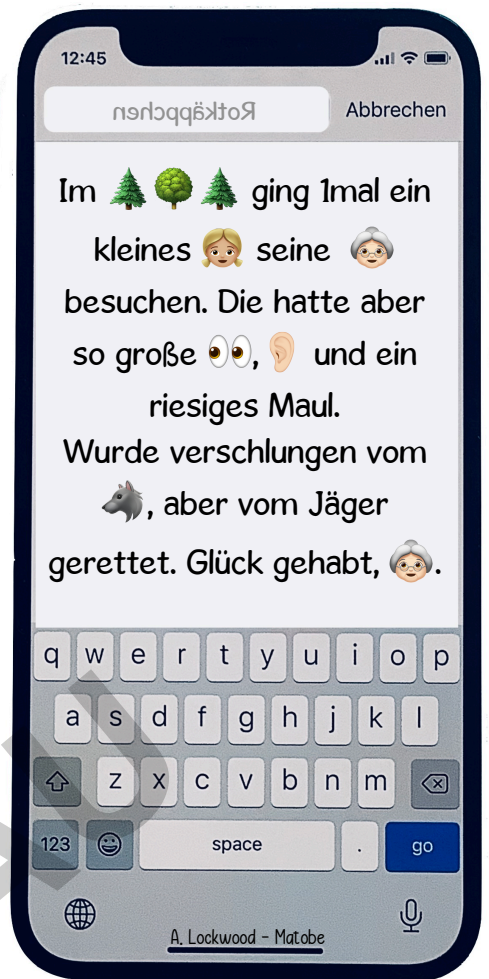 12:45
Rotkäppchen
Abbrechen
Im 🌲🌳🌲 ging 1mal ein
kleines 👧🏼 seine 👵🏻
besuchen. Die hatte aber
so große 👀,👂🏻 und ein
riesiges Maul.
Wurde verschlungen vom
🐺, aber vom Jäger
gerettet. Glück gehabt, 👵🏻.
q w e r t y u i o p
a s d f g h j k l
z x c v b n m
123 space . go
A. Lockwood - Matobe
AU